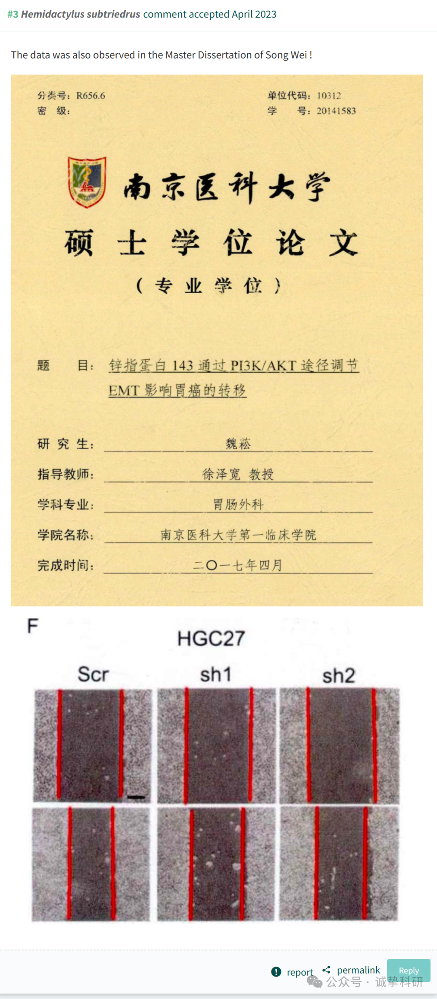 #3 Hemidactylus subtriedrus comment accepted April 2023
The data was also observed in the Master Dissertation of Song Wei !
分类号：R656.6
单位代码：10312
密 级：
学 号：20141583
南京医科大学
硕士学位论文
（专业学位）
题 目：锌指蛋白 143 通过 PI3K/AKT 途径调节
EMT 影响胃癌的转移
研 究 生： 魏菘
指导教师： 徐泽宽 教授
学科专业： 胃肠外科
学院名称： 南京医科大学第一临床学院
完成时间： 二〇一七年四月
F
HGC27
Scr sh1 sh2
report permalink Reply
公众号 · 诚挚科研